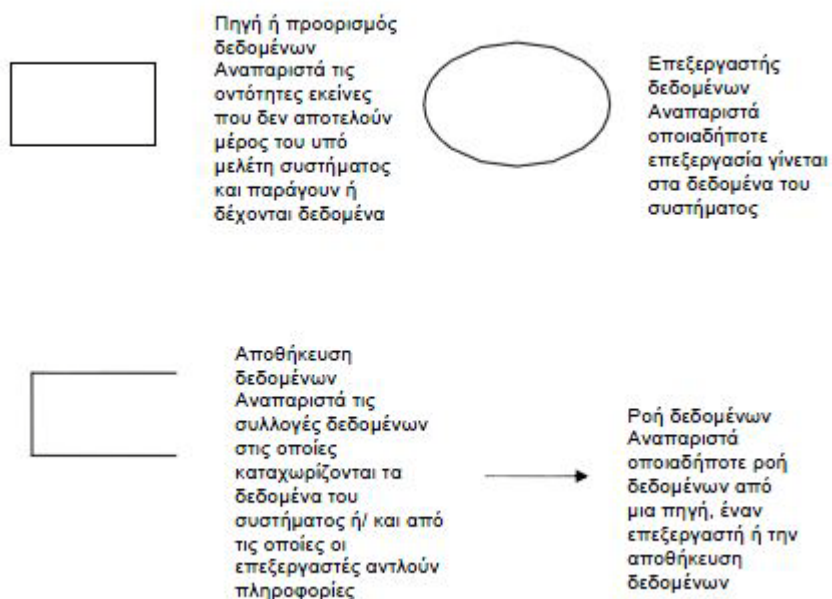 Πηγή ή προορισμός
δεδομένων
Αναπαριστά τις
οντότητες εκείνες
που δεν αποτελούν
μέρος του υπό
μελέτη συστήματος
και παράγουν ή
δέχονται δεδομένα
Επεξεργαστής
δεδομένων
Αναπαριστά
οποιαδήποτε
επεξεργασία γίνεται
στα δεδομένα του
συστήματος
Αποθήκευση
δεδομένων
Αναπαριστά τις
συλλογές δεδομένων
στις οποίες
καταχωρίζονται τα
δεδομένα του
συστήματος ή/ και από
τις οποίες οι
επεξεργαστές αντλούν
πληροφορίες
Ροή δεδομένων
Αναπαριστά
οποιαδήποτε ροή
δεδομένων από
μια πηγή, έναν
επεξεργαστή ή την
αποθήκευση
δεδομένων